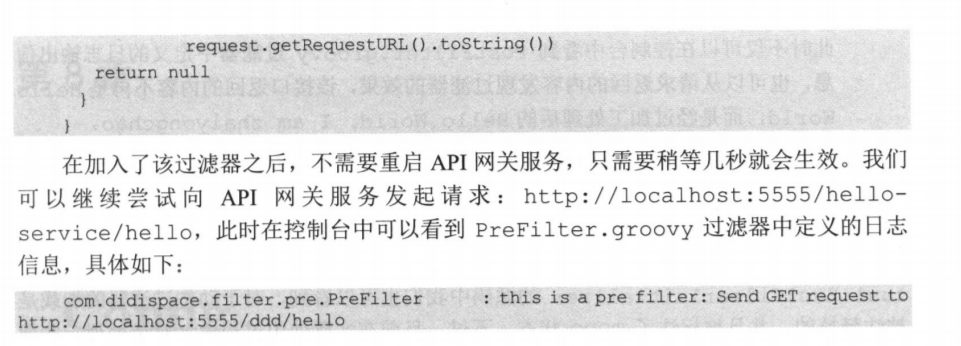 request.getRequestURL().toString())
return null
}
}
在加入了该过滤器之后，不需要重启 API 网关服务，只需要稍等几秒就会生效。我们
可以继续尝试向 API 网关服务发起请求：http://localhost:5555/hello-
service/hello，此时在控制台中可以看到 PreFilter.groovy 过滤器中定义的日志
信息，具体如下：
com.didispace.filter.pre.PreFilter : this is a pre filter: Send GET request to
http://localhost:5555/ddd/hello